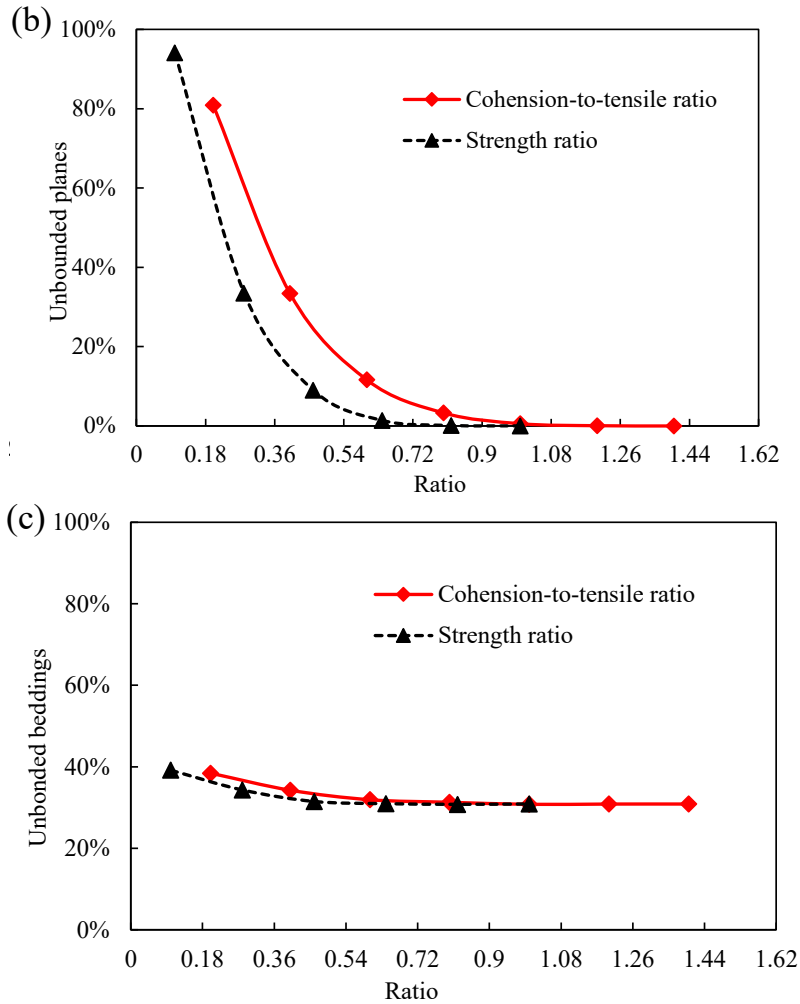 (b)
100%
80%
60%
40%
20%
0%
Unbounded planes
Cohension-to-tensile ratio
Strength ratio
0 0.18 0.36 0.54 0.72 0.9 1.08 1.26 1.44 1.62
Ratio
(c)
100%
80%
60%
40%
20%
0%
Unbonded beddings
Cohension-to-tensile ratio
Strength ratio
0 0.18 0.36 0.54 0.72 0.9 1.08 1.26 1.44 1.62
Ratio